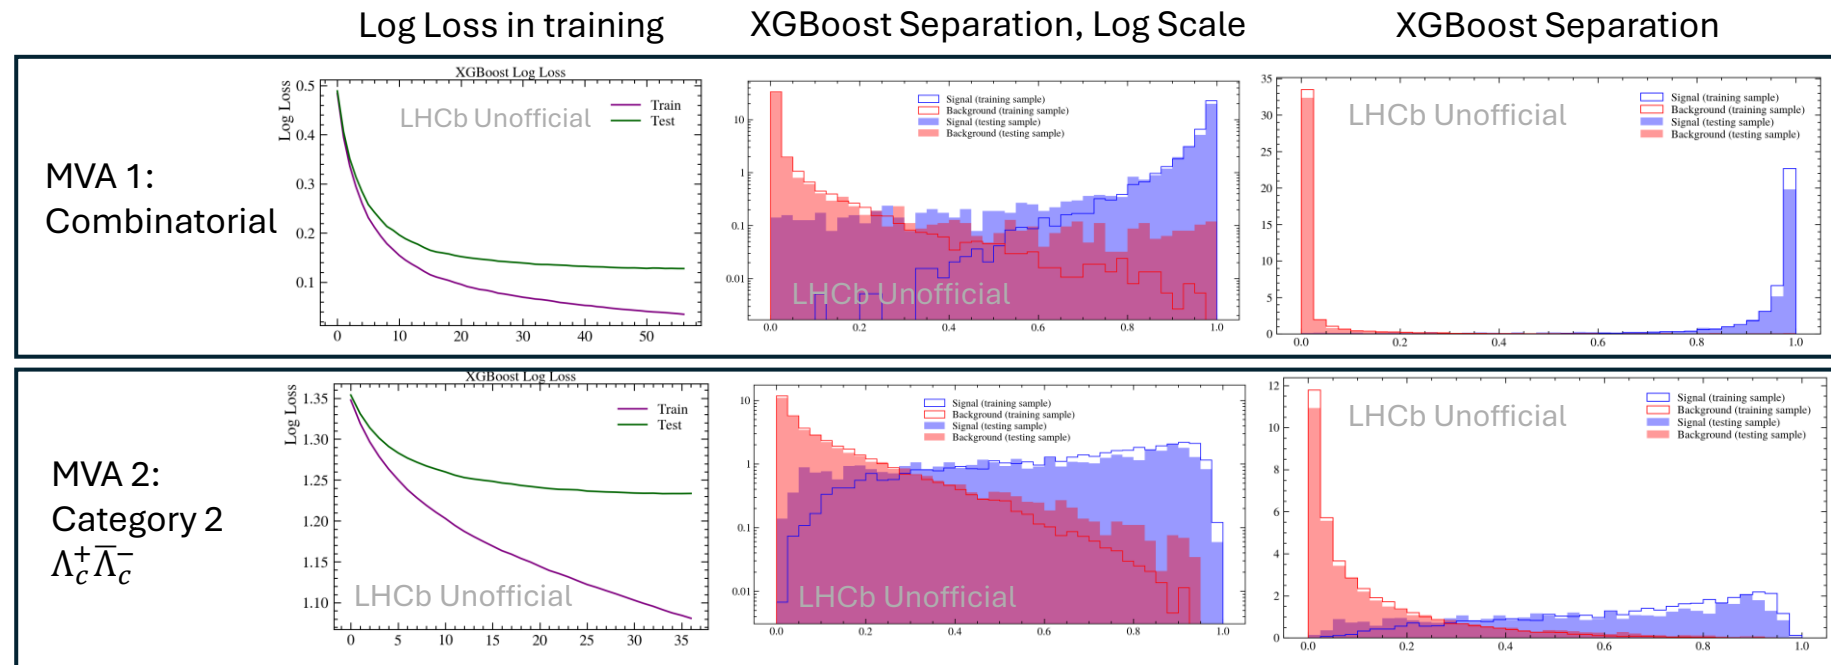 Log Loss in training
XGBoost Separation, Log Scale
XGBoost Separation
MVA 1:
Combinatorial
XGBoost Log Loss
Log Loss
LHCb Unofficial
Train
Test
0.5
0.4
0.3
0.2
0.1
0 10 20 30 40 50
Signal (training sample)
Background (training sample)
Signal (testing sample)
Background (testing sample)
10
1
0.1
0.01
LHCb Unofficial
0.0 0.2 0.4 0.6 0.8 1.0
35
30
25
20
15
10
5
0
LHCb Unofficial
Signal (training sample)
Background (training sample)
Signal (testing sample)
Background (testing sample)
0.0 0.2 0.4 0.6 0.8 1.0
MVA 2:
Category 2
Λ_c^+ Λ̄_c^−
XGBoost Log Loss
Log Loss
Train
Test
1.35
1.30
1.25
1.20
1.15
1.10
LHCb Unofficial
0 5 10 15 20 25 30 35
Signal (training sample)
Background (training sample)
Signal (testing sample)
Background (testing sample)
10
1
0.1
0.01
LHCb Unofficial
0.0 0.2 0.4 0.6 0.8 1.0
12
10
8
6
4
2
0
LHCb Unofficial
Signal (training sample)
Background (training sample)
Signal (testing sample)
Background (testing sample)
0.0 0.2 0.4 0.6 0.8 1.0